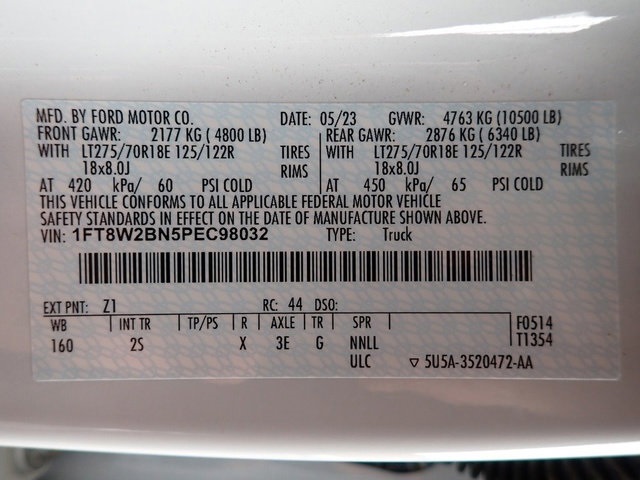 MFD. BY FORD MOTOR CO. DATE: 05/23 GVWR: 4763 KG (10500 LB)
FRONT GAWR: 2177 KG ( 4800 LB) REAR GAWR: 2876 KG ( 6340 LB)
WITH LT275/70R18E 125/122R TIRES WITH LT275/70R18E 125/122R TIRES
18x8.0J RIMS 18x8.0J RIMS
AT 420 kPa/ 60 PSI COLD AT 450 kPa/ 65 PSI COLD
THIS VEHICLE CONFORMS TO ALL APPLICABLE FEDERAL MOTOR VEHICLE
SAFETY STANDARDS IN EFFECT ON THE DATE OF MANUFACTURE SHOWN ABOVE.
VIN: 1FT8W2BN5PEC98032 TYPE: Truck
EXT PNT: Z1 RC: 44 DSO:
WB INT TR TP/PS R AXLE TR SPR F0514
160 2S X 3E G NNLL T1354
ULC ▽ 5U5A-3520472-AA